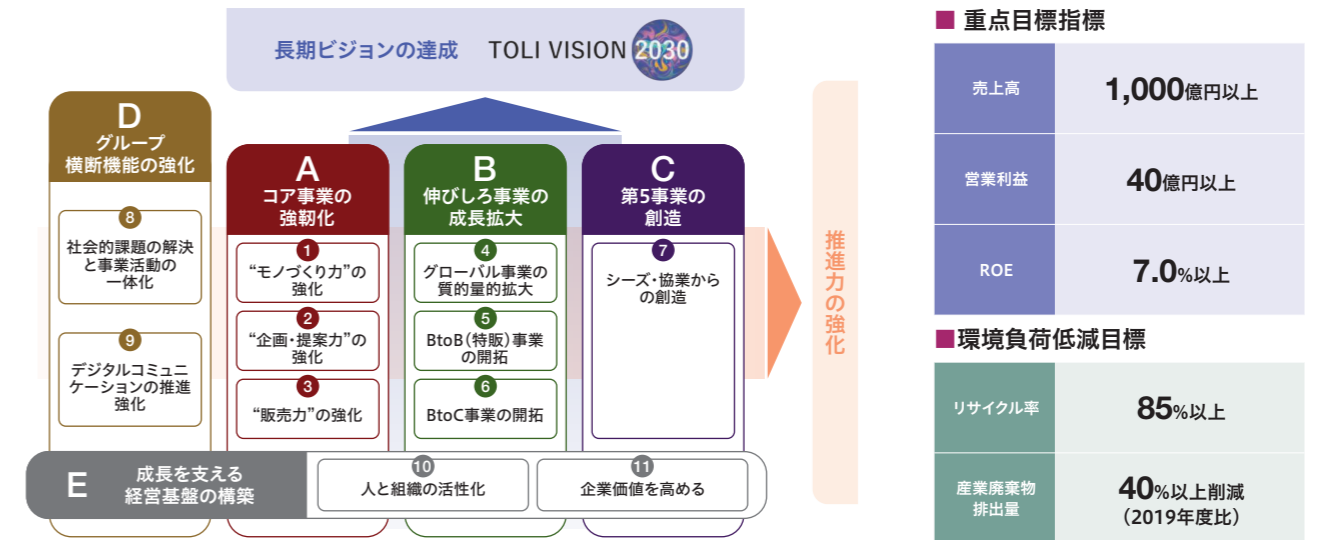 長期ビジョンの達成 TOLI VISION 2030
D
グループ
横断機能の強化
8
社会的課題の解決
と事業活動の
一体化
9
デジタルコミュニ
ケーションの推進
強化
A
コア事業の
強靭化
1
“モノづくり力”の
強化
2
“企画・提案力”の
強化
3
“販売力”の強化
B
伸びしろ事業の
成長拡大
4
グローバル事業の
質的量的拡大
5
BtoB（特販）事業
の開拓
6
BtoC事業の開拓
C
第5事業の
創造
7
シーズ・協業から
の創造
E
成長を支える
経営基盤の構築
10
人と組織の活性化
11
企業価値を高める
推進力の強化
■ 重点目標指標
売上高
1,000億円以上
営業利益
40億円以上
ROE
7.0%以上
■環境負荷低減目標
リサイクル率
85%以上
産業廃棄物
排出量
40%以上削減
（2019年度比）